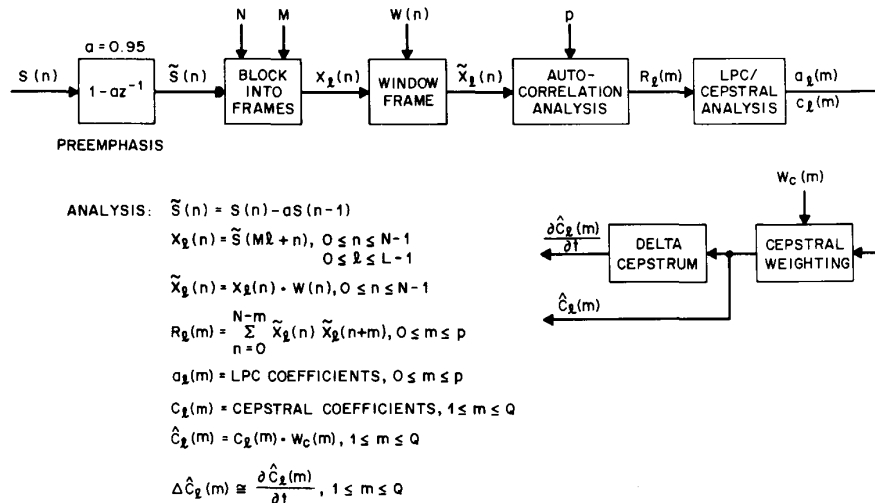 N M W(n) p
a = 0.95
S(n) 1 - az⁻¹ S̃(n) BLOCK INTO FRAMES Xℓ(n) WINDOW FRAME X̃ℓ(n) AUTO-CORRELATION ANALYSIS Rℓ(m) LPC/CEPSTRAL ANALYSIS aℓ(m) cℓ(m)
PREEMPHASIS
Wc(m)
∂Ĉℓ(m)/∂t DELTA CEPSTRUM CEPSTRAL WEIGHTING
Ĉℓ(m)
ANALYSIS: S̃(n) = S(n) - aS(n-1)
Xℓ(n) = S̃(Mℓ + n), 0 ≤ n ≤ N-1
0 ≤ ℓ ≤ L-1
X̃ℓ(n) = Xℓ(n) • W(n), 0 ≤ n ≤ N-1
Rℓ(m) = Σ_{n=0}^{N-m} X̃ℓ(n) X̃ℓ(n+m), 0 ≤ m ≤ p
aℓ(m) = LPC COEFFICIENTS, 0 ≤ m ≤ p
Cℓ(m) = CEPSTRAL COEFFICIENTS, 1 ≤ m ≤ Q
Ĉℓ(m) = Cℓ(m) • Wc(m), 1 ≤ m ≤ Q
ΔĈℓ(m) ≅ ∂Ĉℓ(m)/∂t, 1 ≤ m ≤ Q